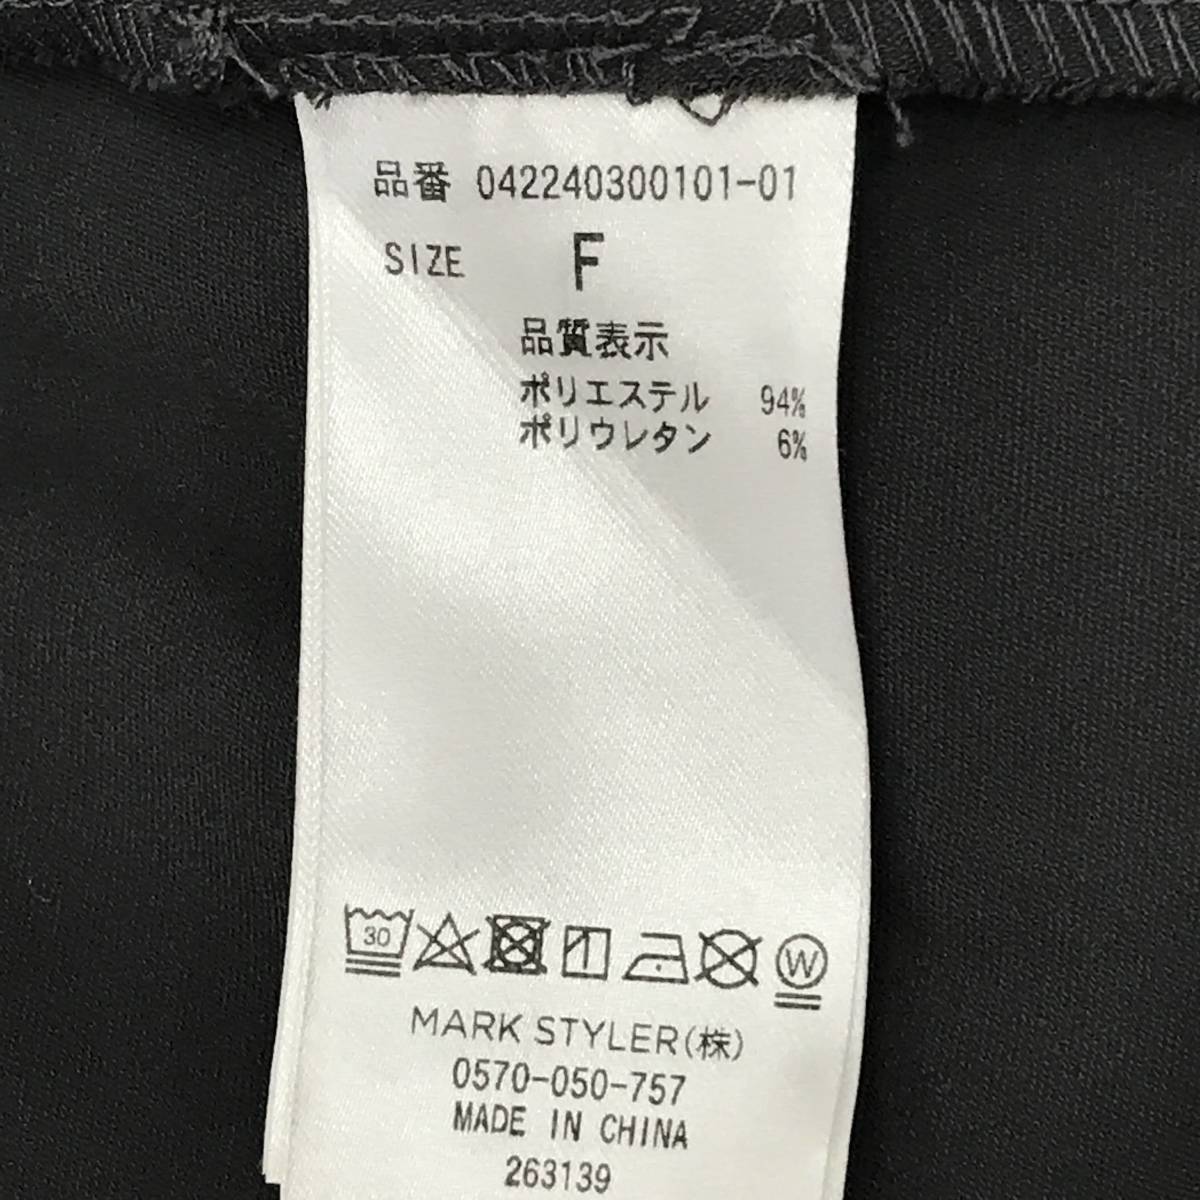 品番 042240300101-01
SIZE F
品質表示
ポリエステル 94%
ポリウレタン 6%
30 W
MARK STYLER(株)
0570-050-757
MADE IN CHINA
263139